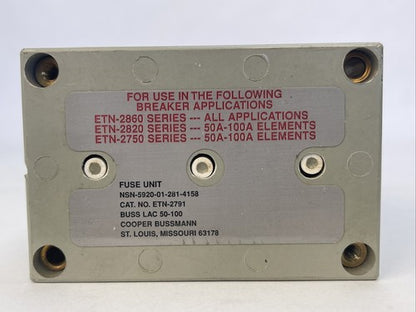 FOR USE IN THE FOLLOWING
BREAKER APPLICATIONS
ETN-2860 SERIES --- ALL APPLICATIONS
ETN-2820 SERIES --- 50A-100A ELEMENTS
ETN-2750 SERIES --- 50A-100A ELEMENTS
FUSE UNIT
NSN-5920-01-281-4158
CAT. NO. ETN-2791
BUSS LAC 50-100
COOPER BUSSMANN
ST. LOUIS, MISSOURI 63178